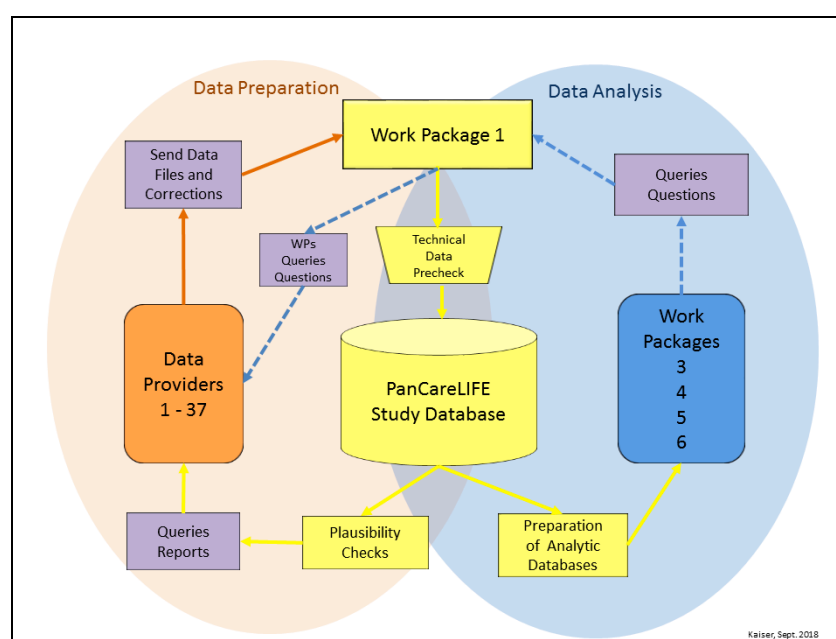 Data Preparation
Data Analysis
Work Package 1
Send Data
Files and
Corrections
Queries
Questions
WPs
Queries
Questions
Technical
Data
Precheck
Data
Providers
1 - 37
PanCareLIFE
Study Database
Work
Packages
3
4
5
6
Queries
Reports
Plausibility
Checks
Preparation
of Analytic
Databases
Kaiser, Sept. 2018